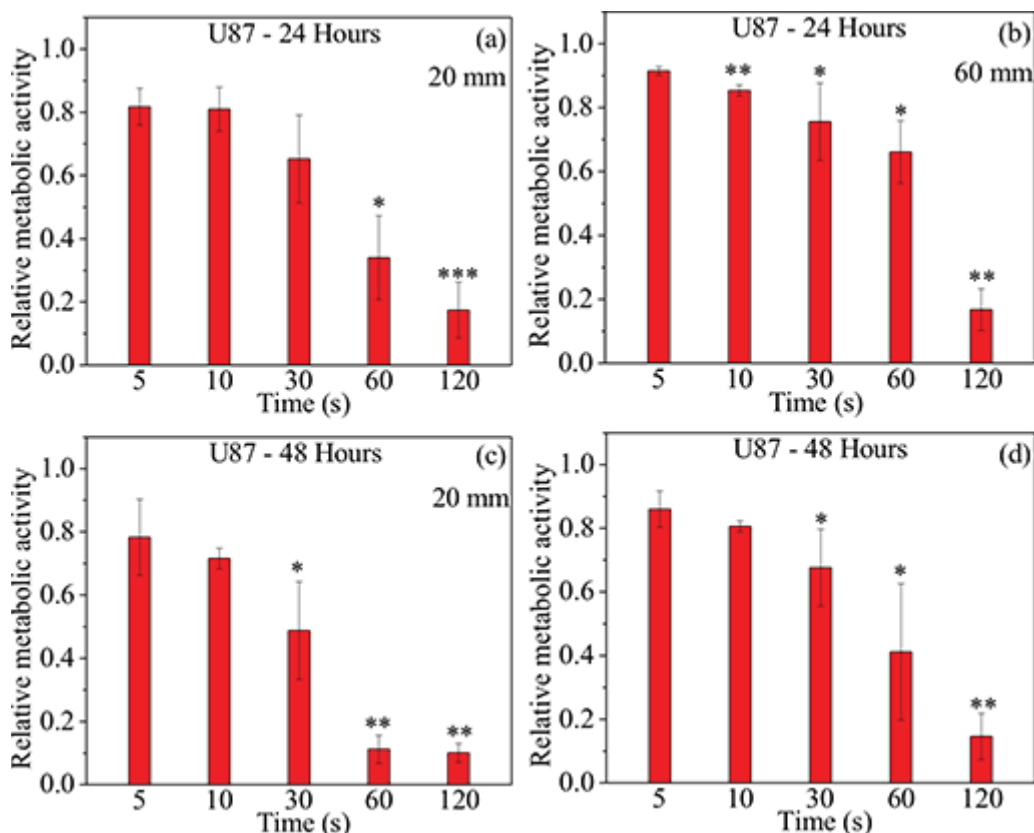 U87 - 24 Hours (a)
20 mm
Relative metabolic activity
1.0
0.8
0.6
0.4
0.2
0.0
*
***
5 10 30 60 120
Time (s)
U87 - 24 Hours (b)
60 mm
Relative metabolic activity
1.0
0.8
0.6
0.4
0.2
0.0
**
*
*
**
5 10 30 60 120
Time (s)
U87 - 48 Hours (c)
20 mm
Relative metabolic activity
1.0
0.8
0.6
0.4
0.2
0.0
*
**
**
5 10 30 60 120
Time (s)
U87 - 48 Hours (d)
Relative metabolic activity
1.0
0.8
0.6
0.4
0.2
0.0
*
*
**
5 10 30 60 120
Time (s)